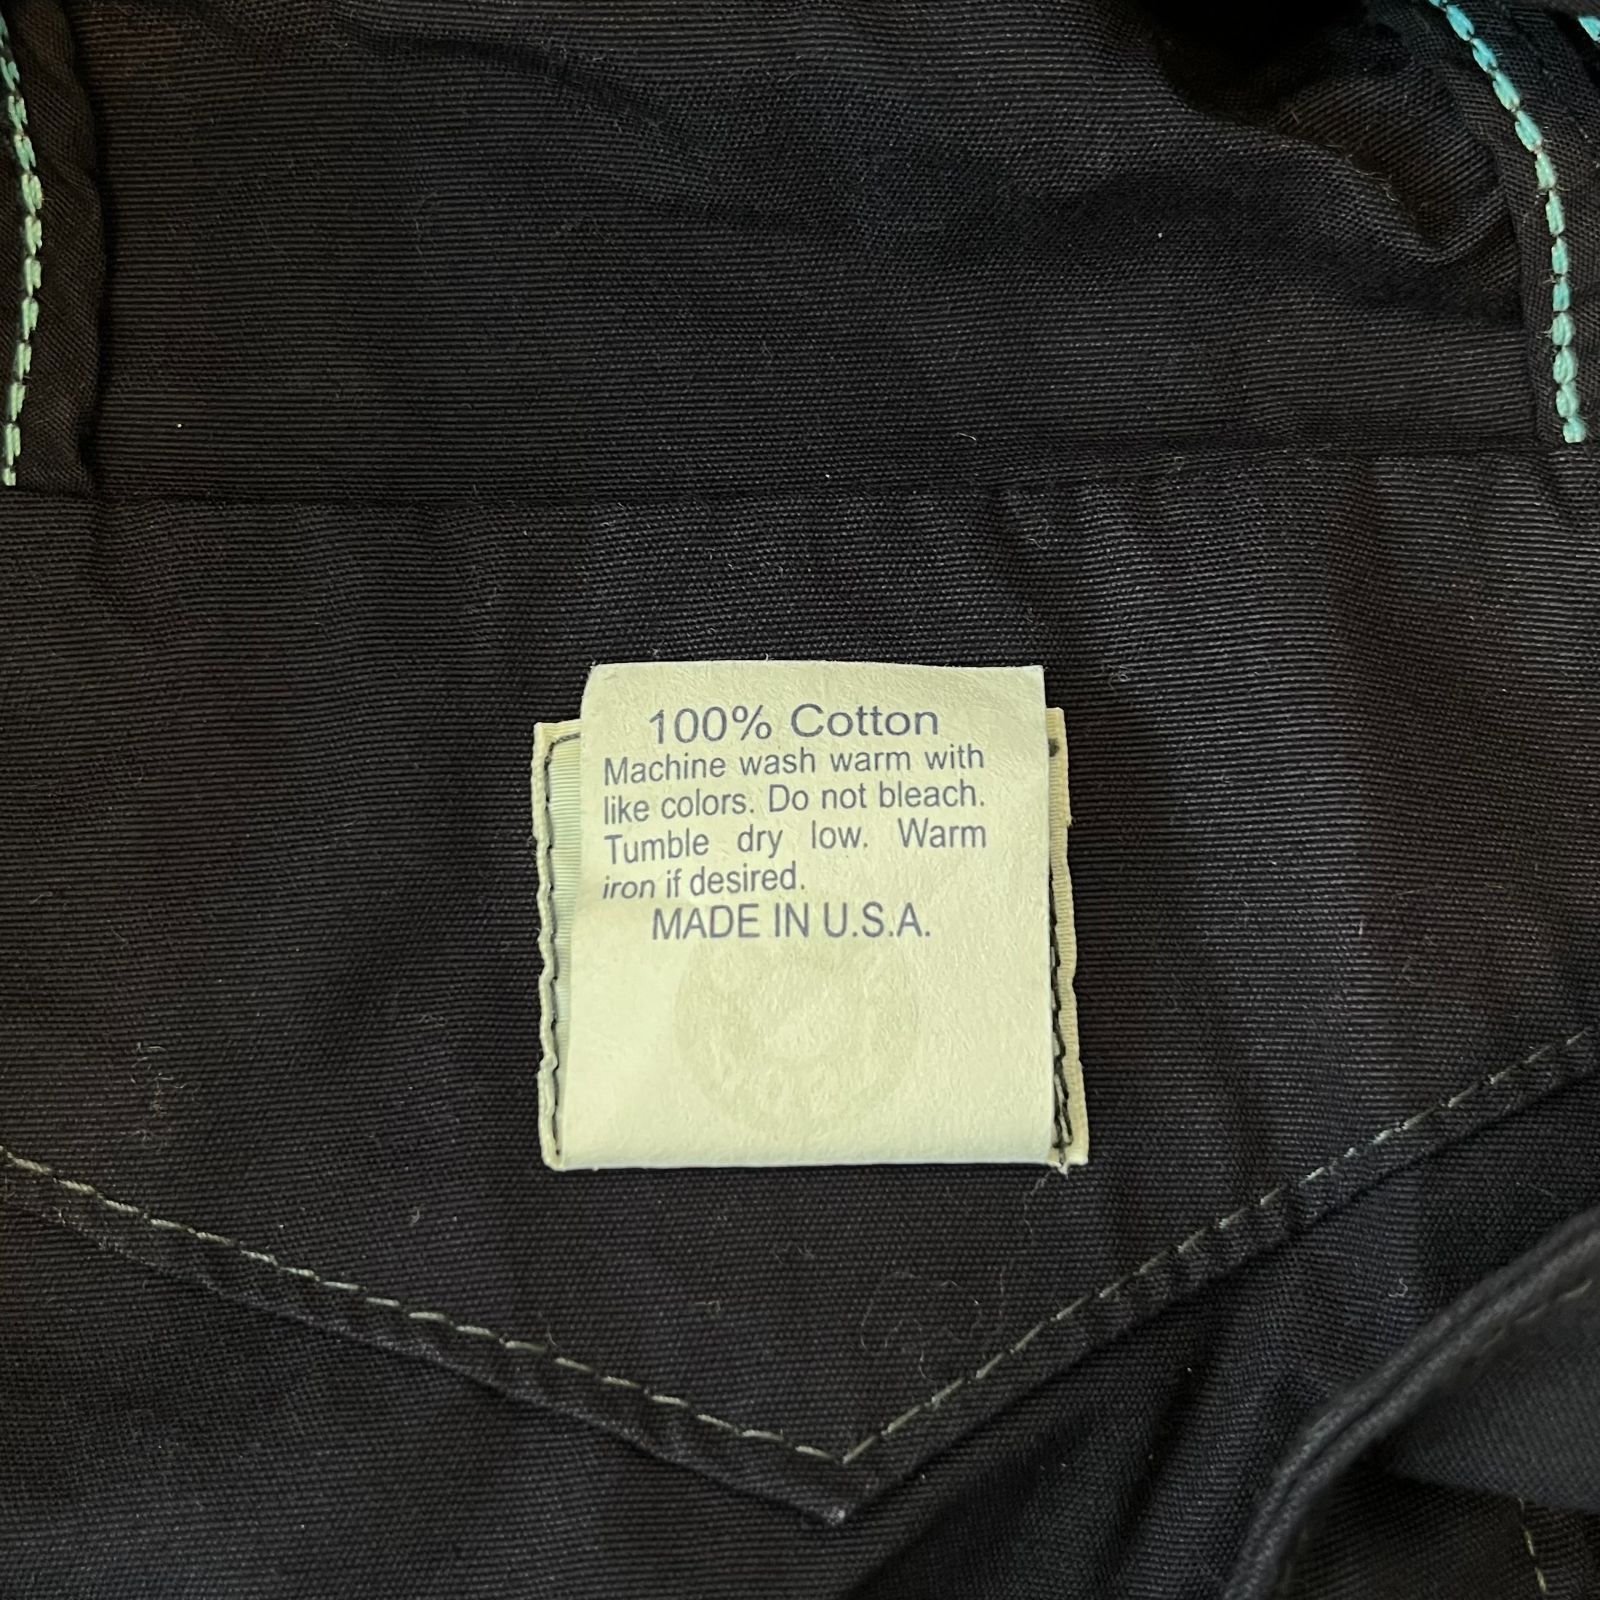 100% Cotton
Machine wash warm with
like colors. Do not bleach.
Tumble dry low. Warm
iron if desired.
MADE IN U.S.A.